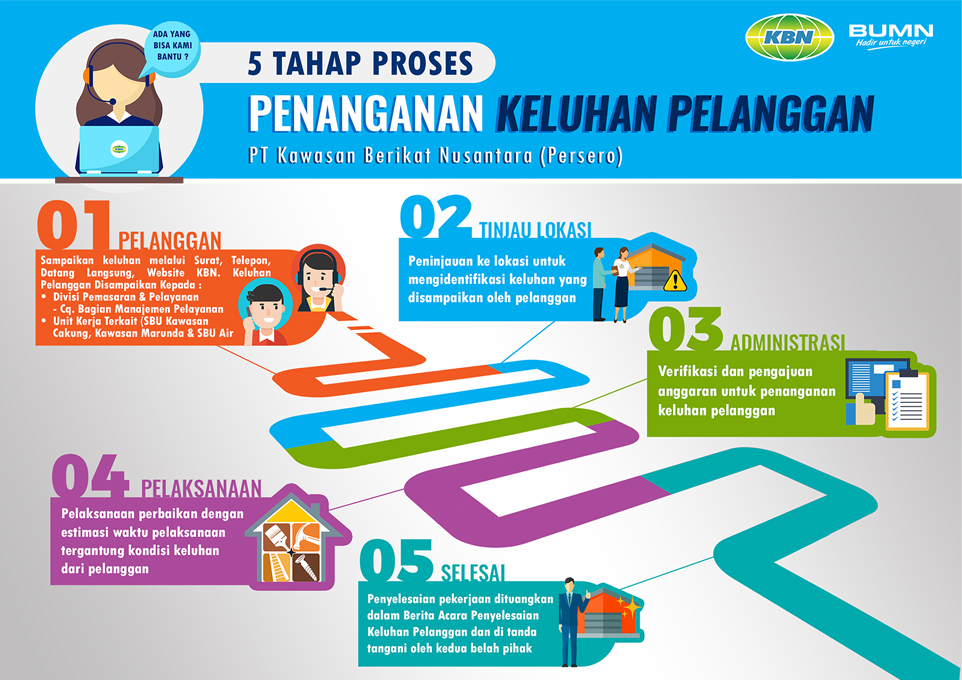 ADA YANG
BISA KAMI
BANTU ?
5 TAHAP PROSES
PENANGANAN KELUHAN PELANGGAN
PT Kawasan Berikat Nusantara (Persero)
KBN
BUMN
Hadir untuk negeri
01 PELANGGAN
Sampaikan keluhan melalui Surat, Telepon,
Datang Langsung, Website KBN. Keluhan
Pelanggan Disampaikan Kepada :
• Divisi Pemasaran & Pelayanan
- Cq. Bagian Manajemen Pelayanan
• Unit Kerja Terkait (SBU Kawasan
Cakung, Kawasan Marunda & SBU Air
02 TINJAU LOKASI
Peninjauan ke lokasi untuk
mengidentifikasi keluhan yang
disampaikan oleh pelanggan
03 ADMINISTRASI
Verifikasi dan pengajuan
anggaran untuk penanganan
keluhan pelanggan
04 PELAKSANAAN
Pelaksanaan perbaikan dengan
estimasi waktu pelaksanaan
tergantung kondisi keluhan
dari pelanggan
05 SELESAI
Penyelesaian pekerjaan dituangkan
dalam Berita Acara Penyelesaian
Keluhan Pelanggan dan di tanda
tangani oleh kedua belah pihak